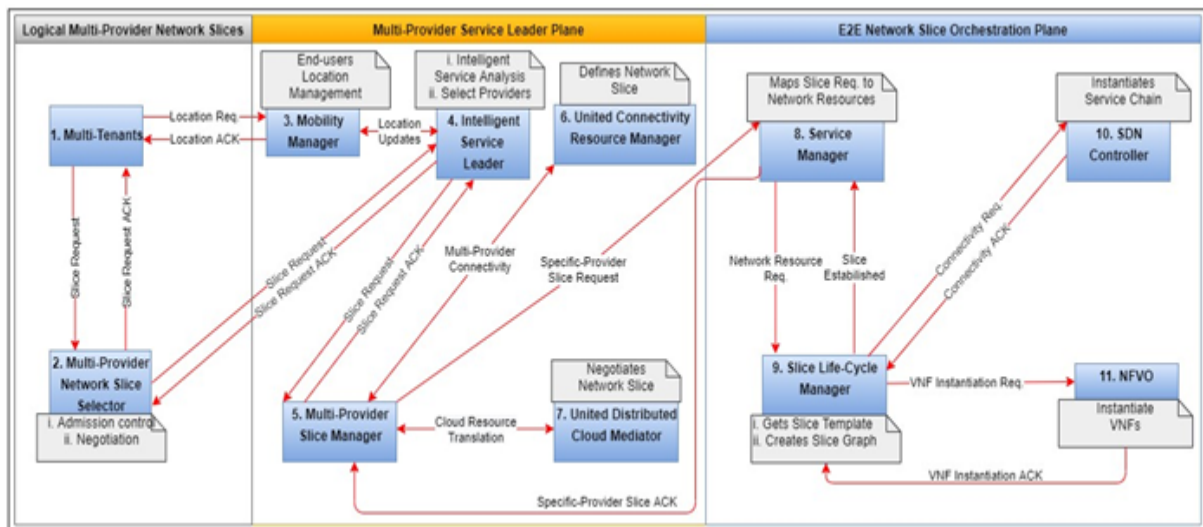 Logical Multi-Provider Network Slices
Multi-Provider Service Leader Plane
E2E Network Slice Orchestration Plane
End-users
Location
Management
i. Intelligent
Service Analysis
ii. Select Providers
Defines Network
Slice
Maps Slice Req. to
Network Resources
Instantiates
Service Chain
1. Multi-Tenants
Location Req.
Location ACK
3. Mobility
Manager
Location
Updates
4. Intelligent
Service
Leader
6. United Connectivity
Resource Manager
8. Service
Manager
10. SDN
Controller
Slice Request
Slice Request ACK
Slice Request
Slice Request ACK
Slice Request
Slice Request ACK
Multi-Provider
Connectivity
Specific-Provider
Slice Request
Network Resource
Req.
Slice
Established
Connectivity Req.
Connectivity ACK
2. Multi-Provider
Network Slice
Selector
i. Admission control
ii. Negotiation
5. Multi-Provider
Slice Manager
Cloud Resource
Translation
Negotiates
Network Slice
7. United Distributed
Cloud Mediator
9. Slice Life-Cycle
Manager
i. Gets Slice Template
ii. Creates Slice Graph
VNF Instantiation Req.
11. NFVO
Instantiate
VNFs
VNF Instantiation ACK
Specific-Provider Slice ACK